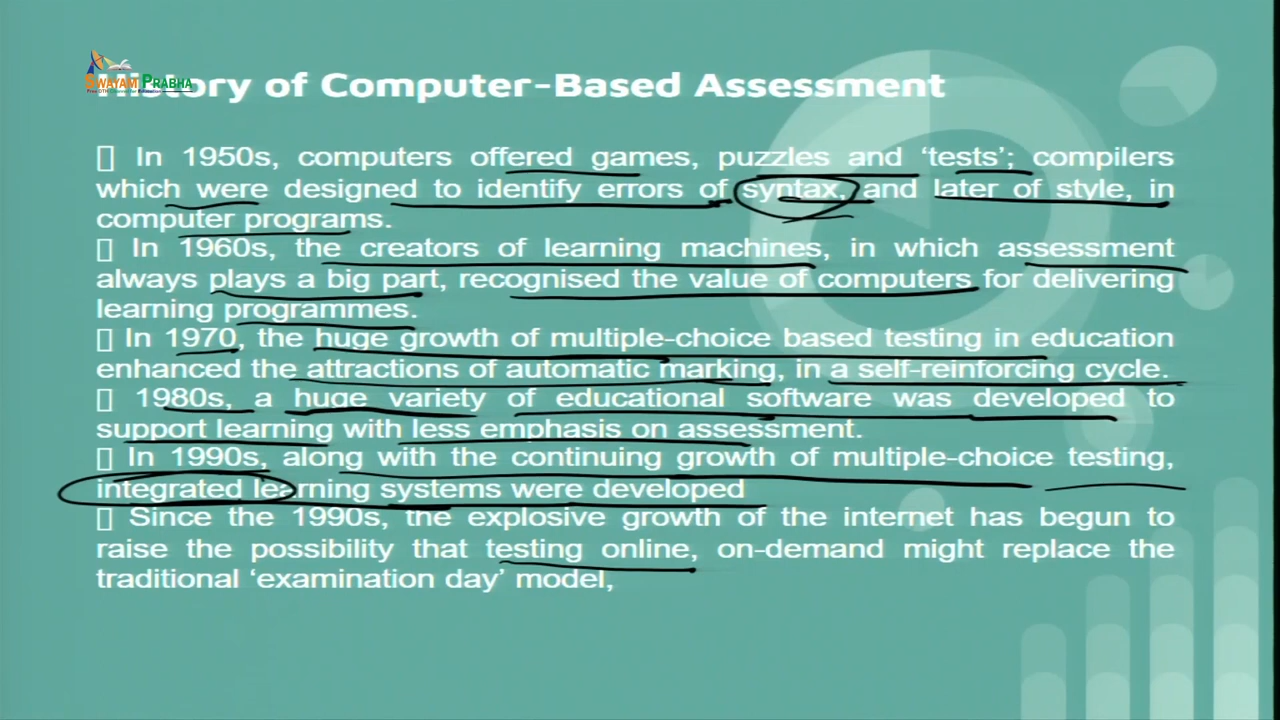 SWAYAM PRABHA
History of Computer-Based Assessment
In 1950s, computers offered games, puzzles and ‘tests’; compilers
which were designed to identify errors of syntax, and later of style, in
computer programs.
In 1960s, the creators of learning machines, in which assessment
always plays a big part, recognised the value of computers for delivering
learning programmes.
In 1970, the huge growth of multiple-choice based testing in education
enhanced the attractions of automatic marking, in a self-reinforcing cycle.
1980s, a huge variety of educational software was developed to
support learning with less emphasis on assessment.
In 1990s, along with the continuing growth of multiple-choice testing,
integrated learning systems were developed
Since the 1990s, the explosive growth of the internet has begun to
raise the possibility that testing online, on-demand might replace the
traditional ‘examination day’ model,